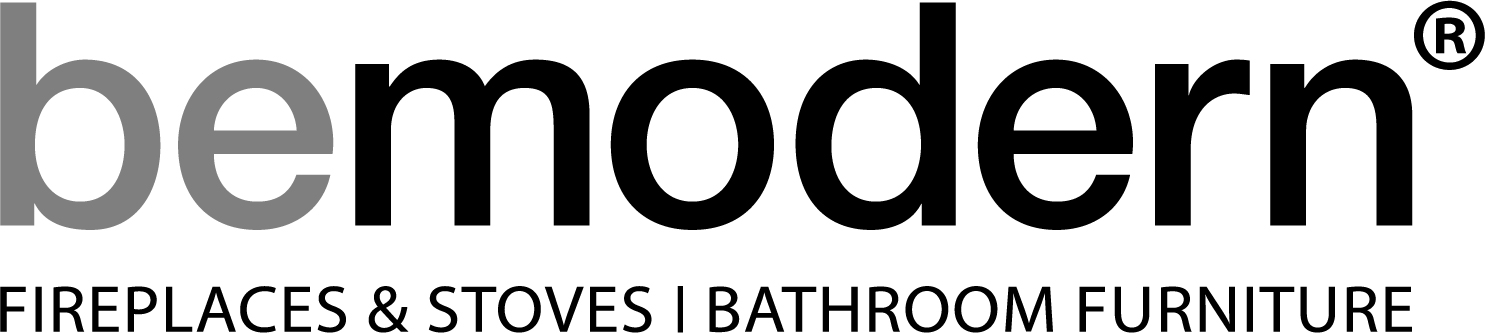 bemodern®
FIREPLACES & STOVES | BATHROOM FURNITURE